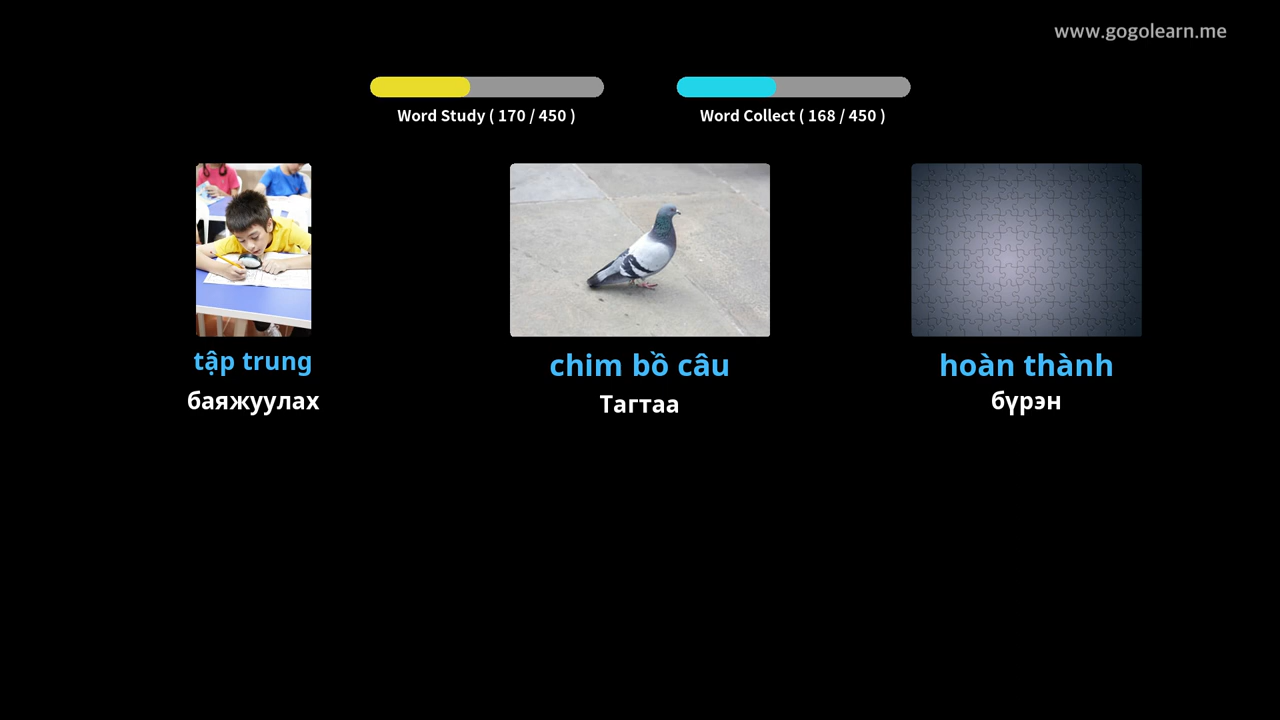 www.gogolearn.me
Word Study ( 170 / 450 )
Word Collect ( 168 / 450 )
tập trung
баяжуулах
chim bồ câu
Тагтаа
hoàn thành
бүрэн